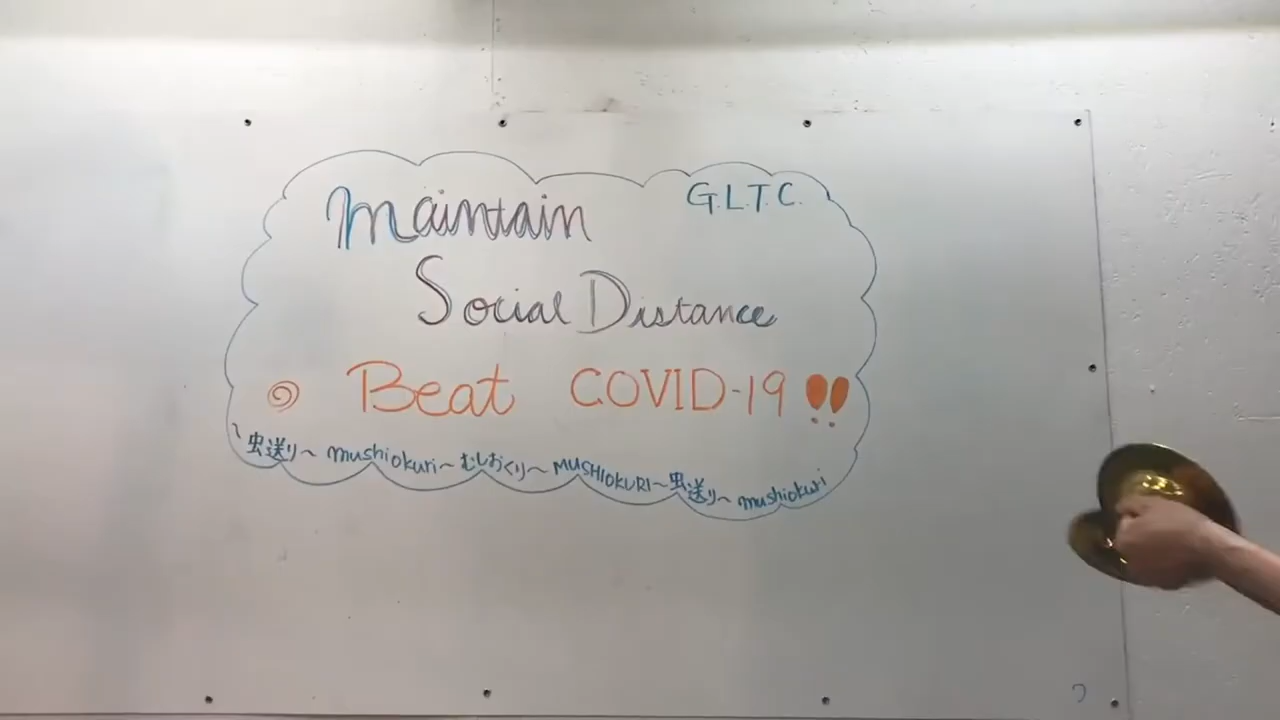 Maintain
G.L.T.C.
Social Distance
Beat COVID-19 !!
虫送り～ mushiokuri～むしおくり～ MUSHIOKURI～虫送り～ mushiokuri